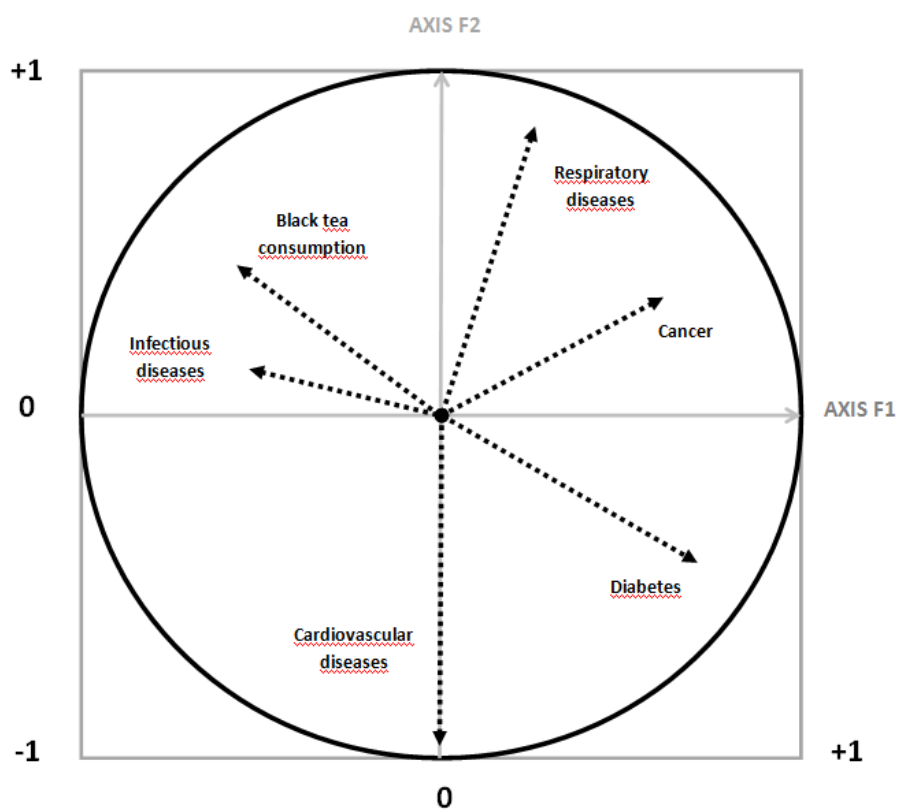 AXIS F2
+1
Respiratory
diseases
Black tea
consumption
Cancer
Infectious
diseases
0
AXIS F1
Diabetes
Cardiovascular
diseases
-1
+1
0